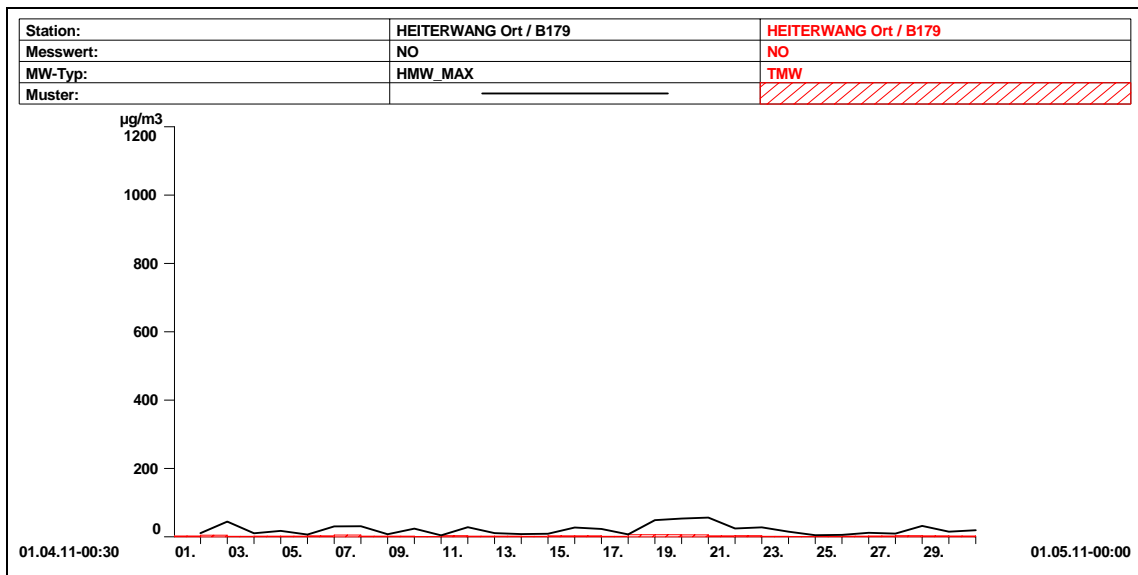 Station: HEITERWANG Ort / B179 HEITERWANG Ort / B179
Messwert: NO NO
MW-Typ: HMW_MAX TMW
Muster:
µg/m3
1200
1000
800
600
400
200
0
01.04.11-00:30 01. 03. 05. 07. 09. 11. 13. 15. 17. 19. 21. 23. 25. 27. 29. 01.05.11-00:00